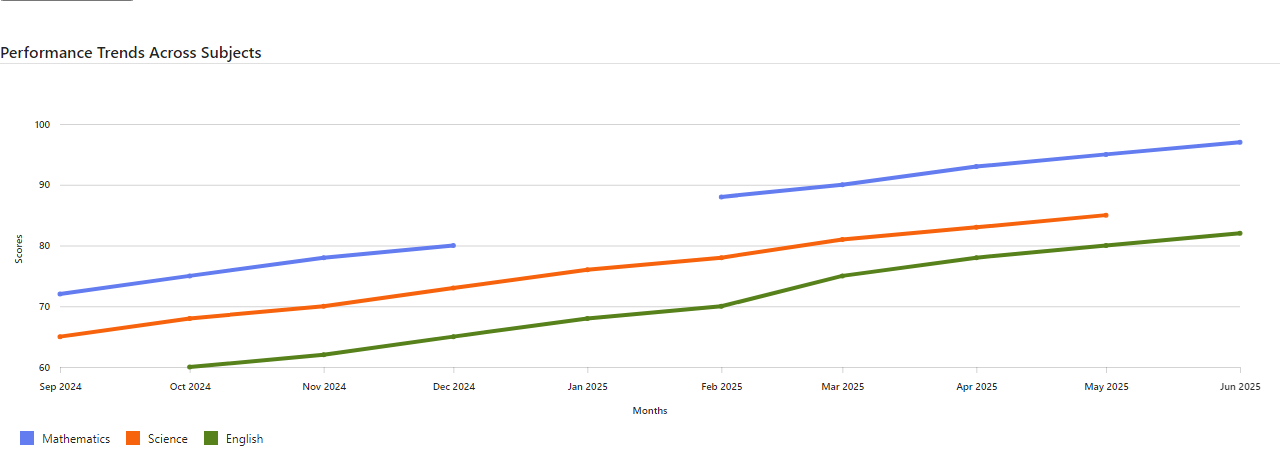 Performance Trends Across Subjects
100
90
80
70
60
Scores
Sep 2024 Oct 2024 Nov 2024 Dec 2024 Jan 2025 Feb 2025 Mar 2025 Apr 2025 May 2025 Jun 2025
Months
Mathematics Science English